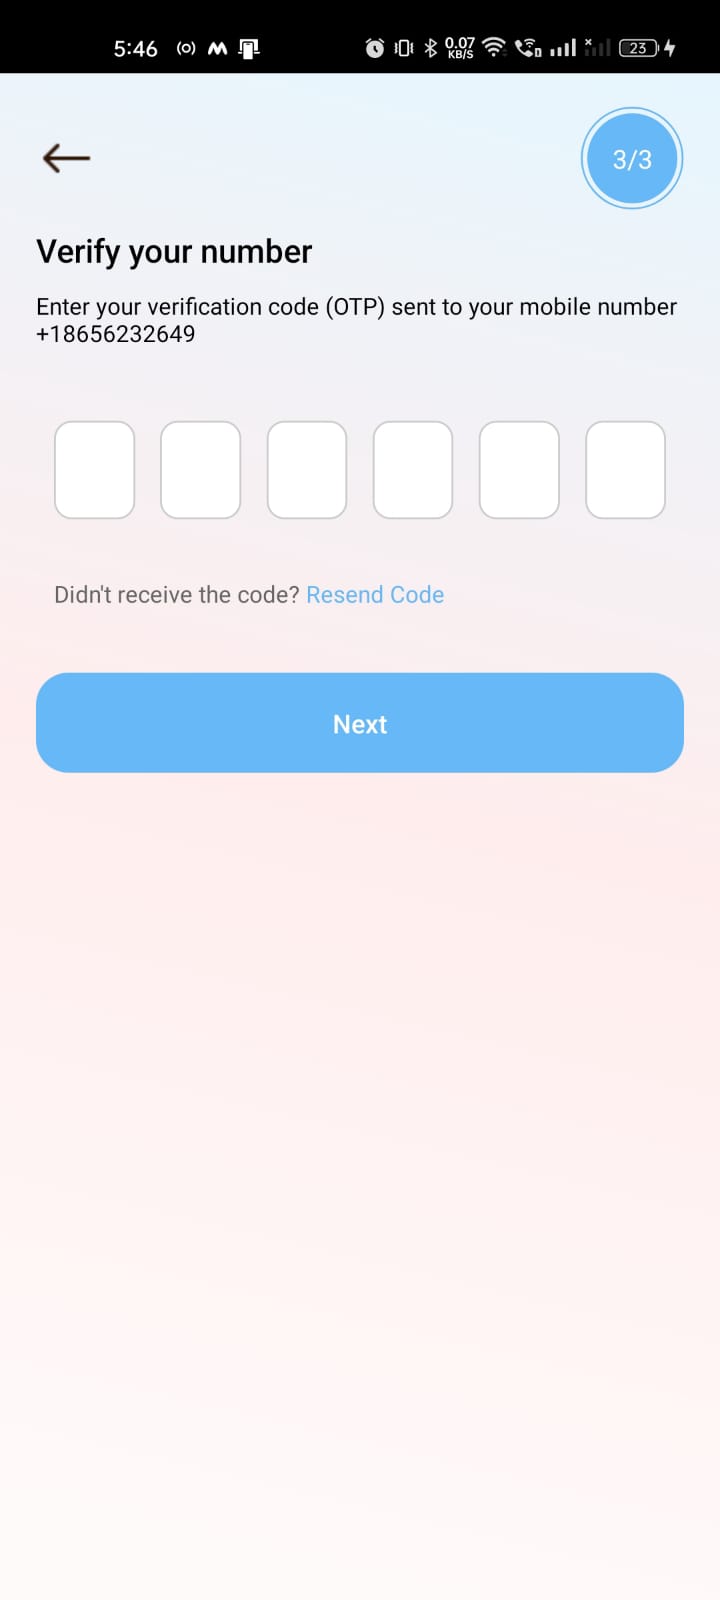 5:46 0.07 KB/S 23
3/3
Verify your number
Enter your verification code (OTP) sent to your mobile number
+18656232649
Didn't receive the code? Resend Code
Next